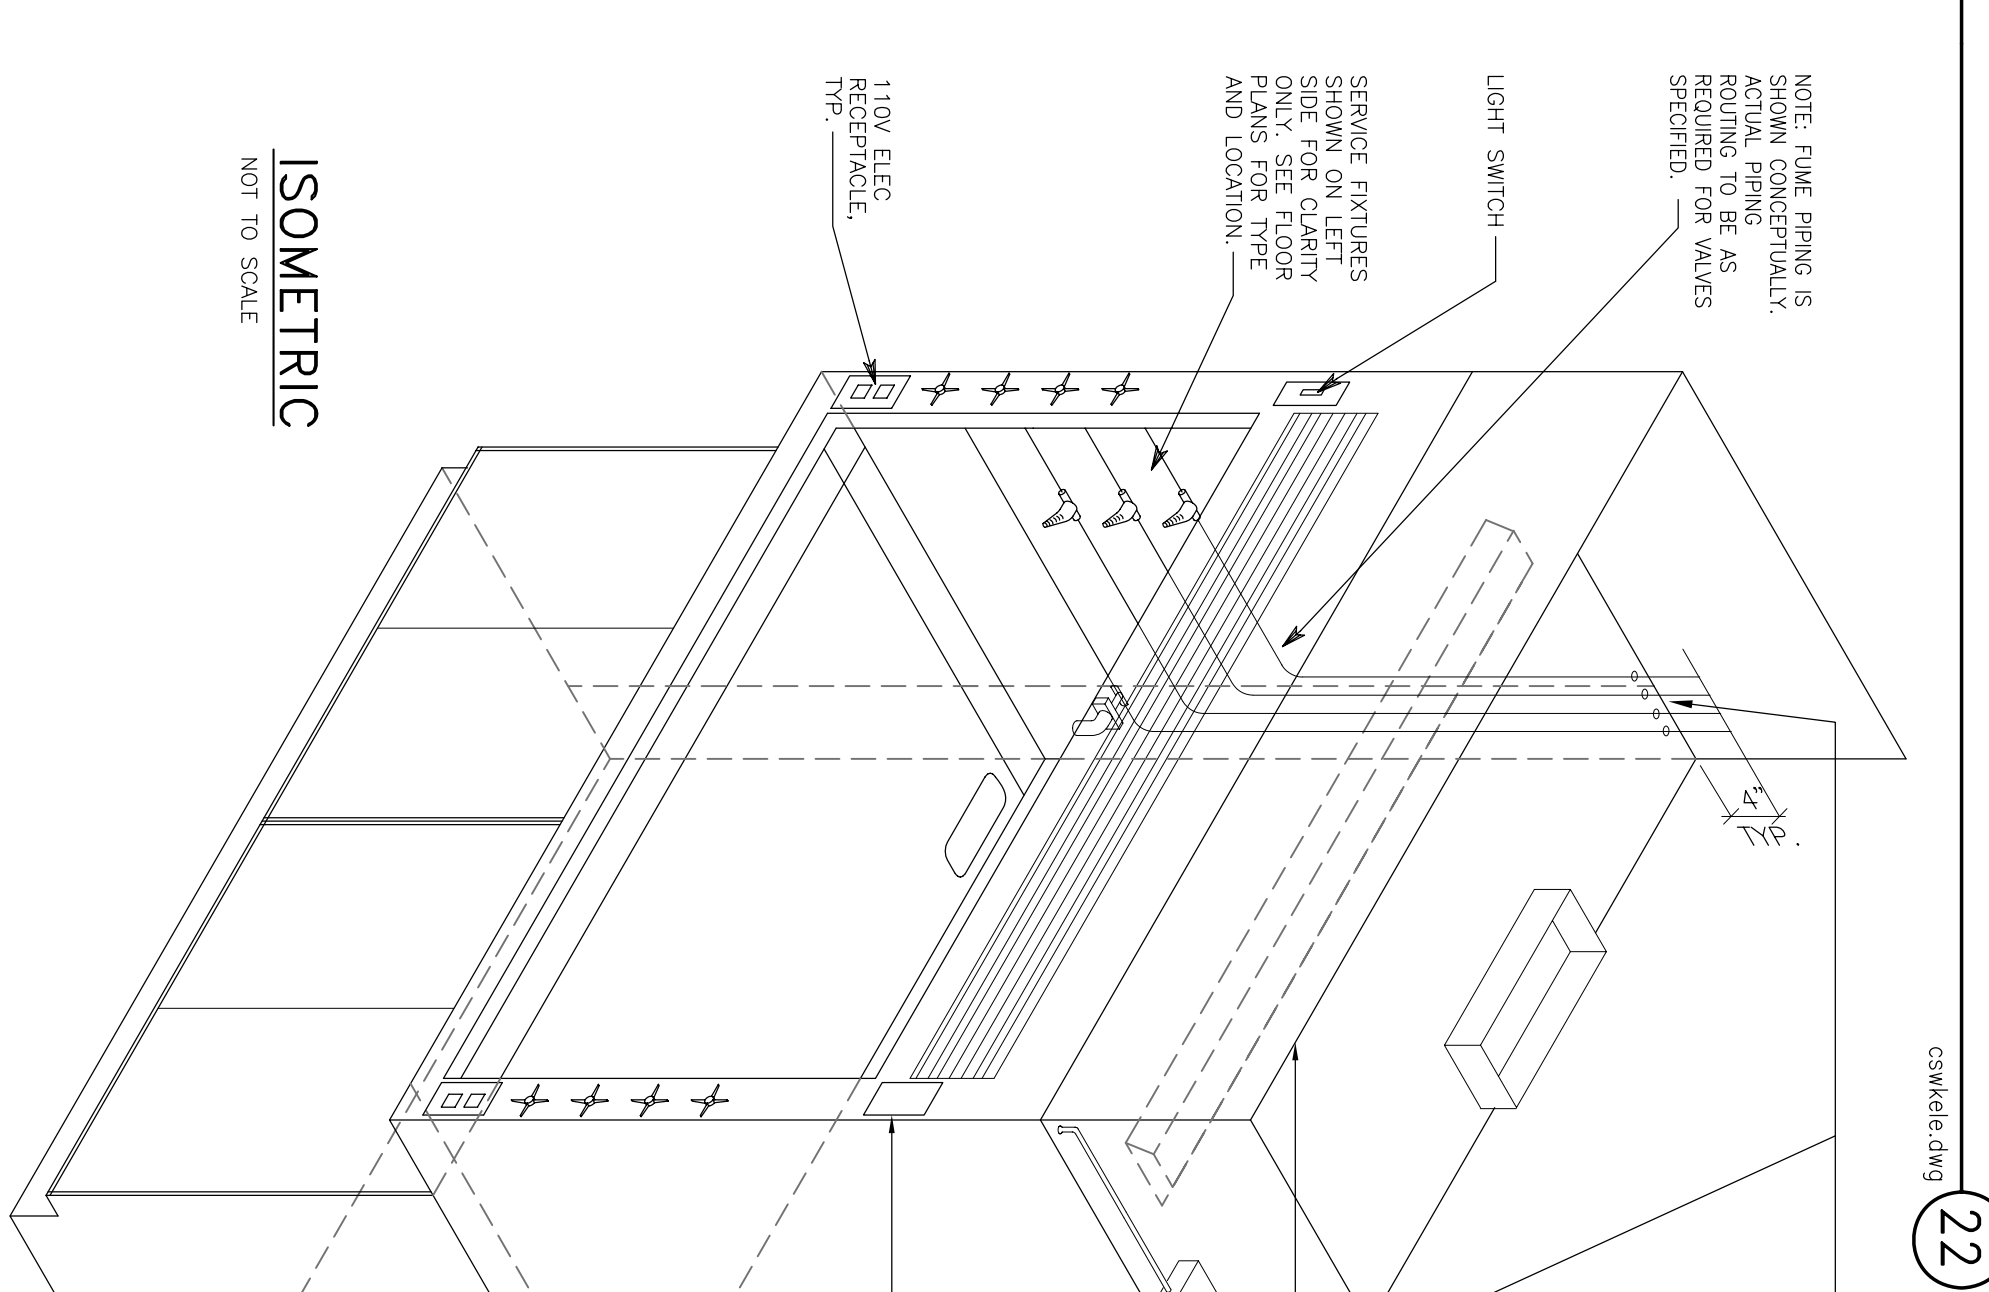 NOTE: FUME PIPING IS
SHOWN CONCEPTUALLY.
ACTUAL PIPING
ROUTING TO BE AS
REQUIRED FOR VALVES
SPECIFIED.
LIGHT SWITCH
SERVICE FIXTURES
SHOWN ON LEFT
SIDE FOR CLARITY
ONLY. SEE FLOOR
PLANS FOR TYPE
AND LOCATION.
110V ELEC
RECEPTACLE,
TYP.
4"
TYP.
ISOMETRIC
NOT TO SCALE
cswkele.dwg
22